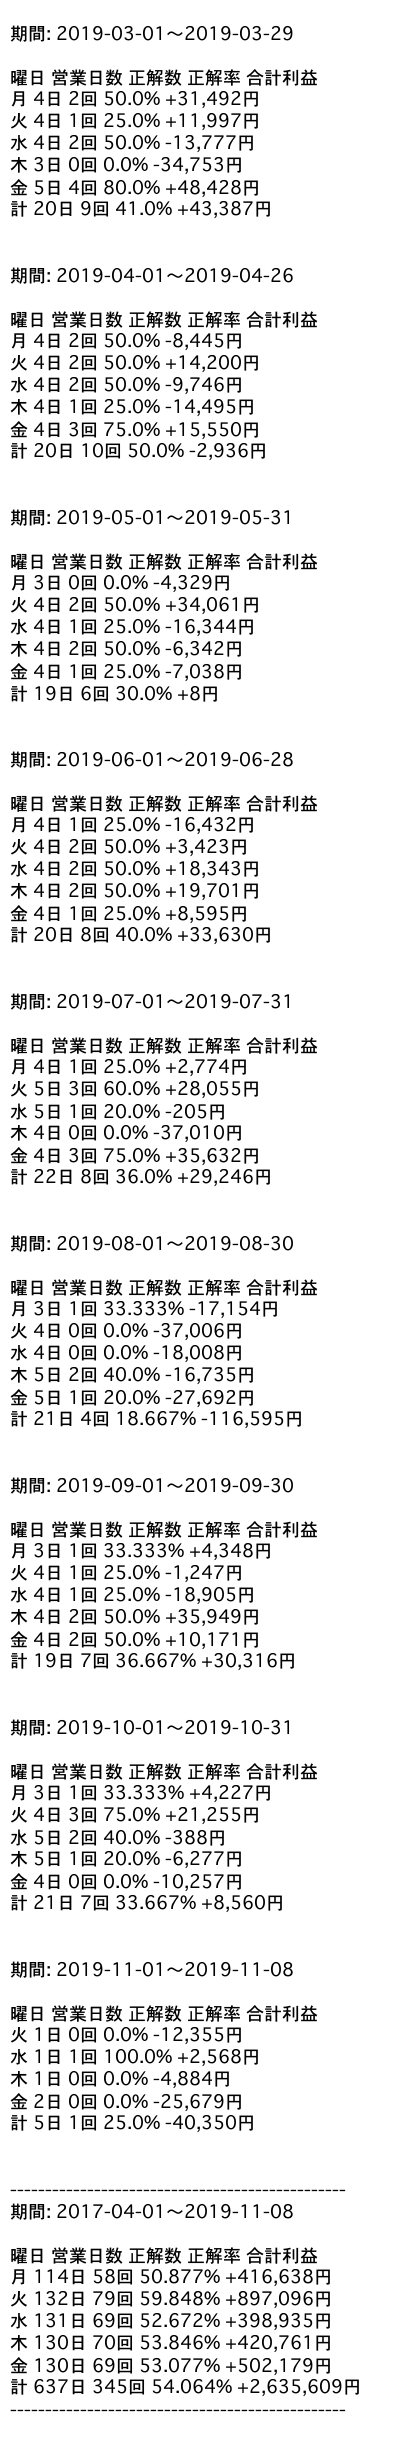 期間: 2019-03-01〜2019-03-29
曜日 営業日数 正解数 正解率 合計利益
月 4日 2回 50.0% +31,492円
火 4日 1回 25.0% +11,997円
水 4日 2回 50.0% -13,777円
木 3日 0回 0.0% -34,753円
金 5日 4回 80.0% +48,428円
計 20日 9回 41.0% +43,387円
期間: 2019-04-01〜2019-04-26
曜日 営業日数 正解数 正解率 合計利益
月 4日 2回 50.0% -8,445円
火 4日 2回 50.0% +14,200円
水 4日 2回 50.0% -9,746円
木 4日 1回 25.0% -14,495円
金 4日 3回 75.0% +15,550円
計 20日 10回 50.0% -2,936円
期間: 2019-05-01〜2019-05-31
曜日 営業日数 正解数 正解率 合計利益
月 3日 0回 0.0% -4,329円
火 4日 2回 50.0% +34,061円
水 4日 1回 25.0% -16,344円
木 4日 2回 50.0% -6,342円
金 4日 1回 25.0% -7,038円
計 19日 6回 30.0% +8円
期間: 2019-06-01〜2019-06-28
曜日 営業日数 正解数 正解率 合計利益
月 4日 1回 25.0% -16,432円
火 4日 2回 50.0% +3,423円
水 4日 2回 50.0% +18,343円
木 4日 2回 50.0% +19,701円
金 4日 1回 25.0% +8,595円
計 20日 8回 40.0% +33,630円
期間: 2019-07-01〜2019-07-31
曜日 営業日数 正解数 正解率 合計利益
月 4日 1回 25.0% +2,774円
火 5日 3回 60.0% +28,055円
水 5日 1回 20.0% -205円
木 4日 0回 0.0% -37,010円
金 4日 3回 75.0% +35,632円
計 22日 8回 36.0% +29,246円
期間: 2019-08-01〜2019-08-30
曜日 営業日数 正解数 正解率 合計利益
月 3日 1回 33.333% -17,154円
火 4日 0回 0.0% -37,006円
水 4日 0回 0.0% -18,008円
木 5日 2回 40.0% -16,735円
金 5日 1回 20.0% -27,692円
計 21日 4回 18.667% -116,595円
期間: 2019-09-01〜2019-09-30
曜日 営業日数 正解数 正解率 合計利益
月 3日 1回 33.333% +4,348円
火 4日 1回 25.0% -1,247円
水 4日 1回 25.0% -18,905円
木 4日 2回 50.0% +35,949円
金 4日 2回 50.0% +10,171円
計 19日 7回 36.667% +30,316円
期間: 2019-10-01〜2019-10-31
曜日 営業日数 正解数 正解率 合計利益
月 3日 1回 33.333% +4,227円
火 4日 3回 75.0% +21,255円
水 5日 2回 40.0% -388円
木 5日 1回 20.0% -6,277円
金 4日 0回 0.0% -10,257円
計 21日 7回 33.667% +8,560円
期間: 2019-11-01〜2019-11-08
曜日 営業日数 正解数 正解率 合計利益
火 1日 0回 0.0% -12,355円
水 1日 1回 100.0% +2,568円
木 1日 0回 0.0% -4,884円
金 2日 0回 0.0% -25,679円
計 5日 1回 25.0% -40,350円
------------------------------------------------
期間: 2017-04-01〜2019-11-08
曜日 営業日数 正解数 正解率 合計利益
月 114日 58回 50.877% +416,638円
火 132日 79回 59.848% +897,096円
水 131日 69回 52.672% +398,935円
木 130日 70回 53.846% +420,761円
金 130日 69回 53.077% +502,179円
計 637日 345回 54.064% +2,635,609円
------------------------------------------------